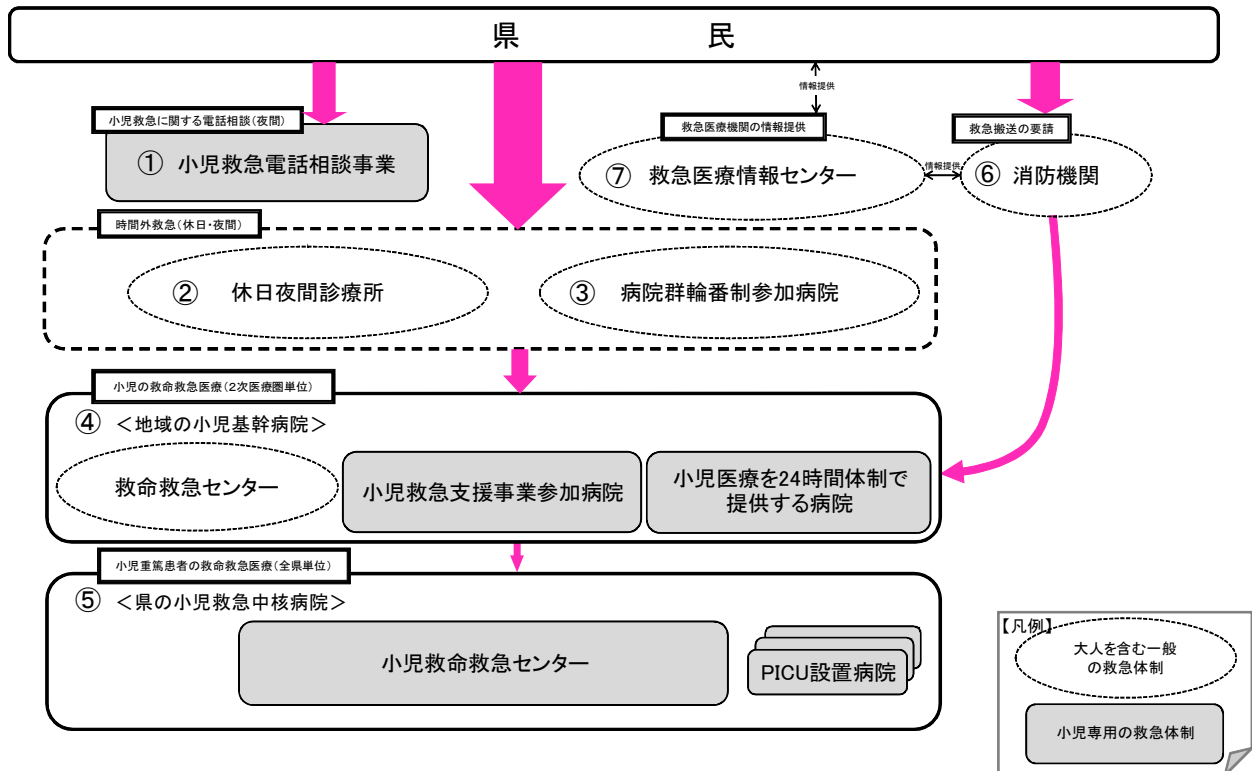 県 民
情報提供
小児救急に関する電話相談(夜間)
① 小児救急電話相談事業
救急医療機関の情報提供
⑦ 救急医療情報センター
情報提供
救急搬送の要請
⑥ 消防機関
時間外救急(休日・夜間)
② 休日夜間診療所
③ 病院群輪番制参加病院
小児の救命救急医療(2次医療圏単位)
④ <地域の小児基幹病院>
救命救急センター
小児救急支援事業参加病院
小児医療を24時間体制で
提供する病院
小児重篤患者の救命救急医療(全県単位)
⑤ <県の小児救急中核病院>
小児救命救急センター
PICU設置病院
【凡例】
大人を含む一般
の救急体制
小児専用の救急体制